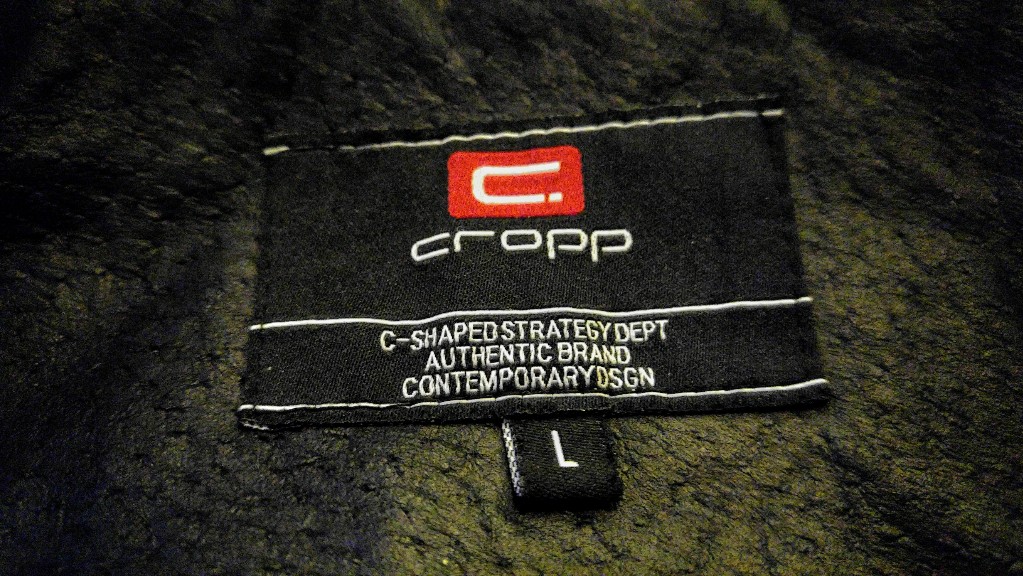 C.
cropp
C-SHAPED STRATEGY DEPT
AUTHENTIC BRAND
CONTEMPORARY DSGN
L